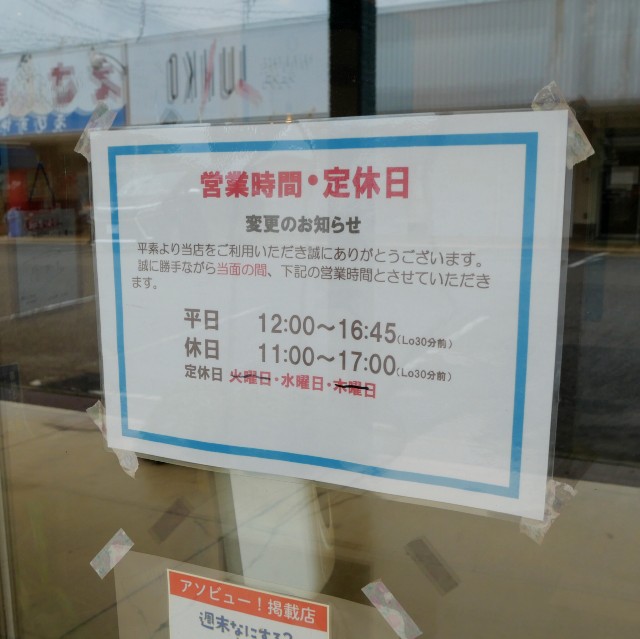 JUNKO
営業時間・定休日
変更のお知らせ
平素より当店をご利用いただき誠にありがとうございます。
誠に勝手ながら当面の間、下記の営業時間とさせていただき
ます。
平日 12:00〜16:45(Lo30分前)
休日 11:00〜17:00(Lo30分前)
定休日 火曜日・水曜日・木曜日
アソビュー！掲載店
週末なにする?